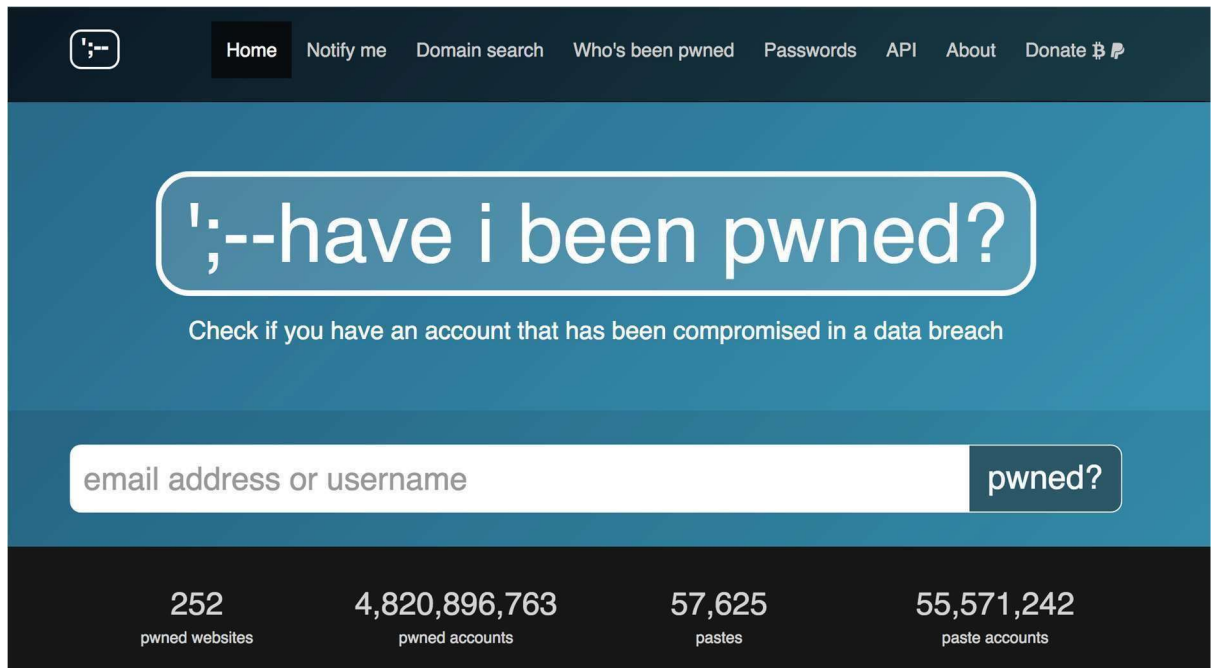 ';--
Home Notify me Domain search Who's been pwned Passwords API About Donate
';--have i been pwned?
Check if you have an account that has been compromised in a data breach
email address or username pwned?
252 4,820,896,763 57,625 55,571,242
pwned websites pwned accounts pastes paste accounts